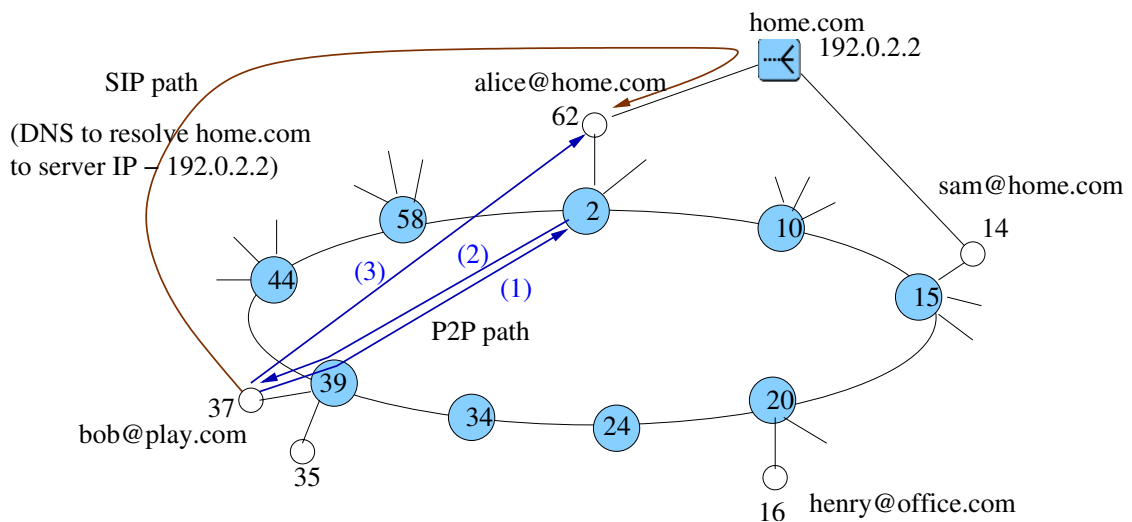 home.com
192.0.2.2
SIP path
alice@home.com
62
(DNS to resolve home.com
to server IP – 192.0.2.2)
sam@home.com
14
58
2
10
(3)
(2)
(1)
44
15
P2P path
39
37
bob@play.com
34
24
20
35
16
henry@office.com